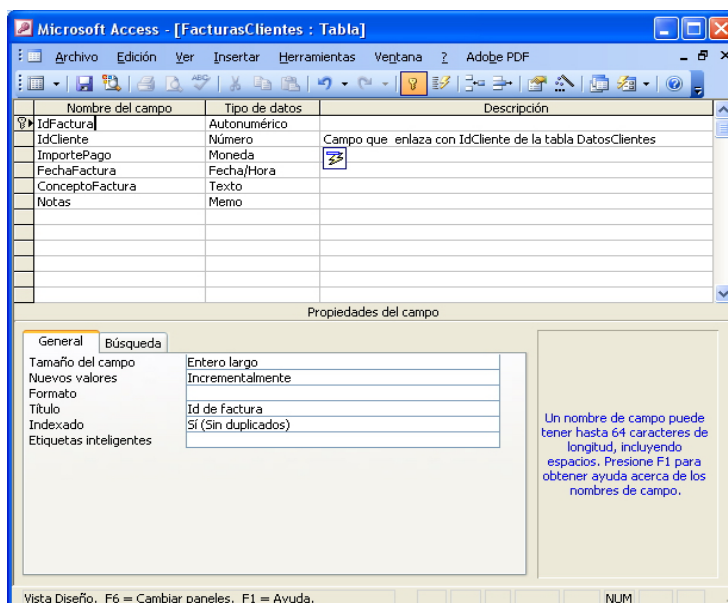 Microsoft Access - [FacturasClientes : Tabla]
Archivo Edición Ver Insertar Herramientas Ventana ? Adobe PDF
Nombre del campo Tipo de datos Descripción
IdFactura Autonumérico
IdCliente Número Campo que enlaza con IdCliente de la tabla DatosClientes
ImportePago Moneda
FechaFactura Fecha/Hora
ConceptoFactura Texto
Notas Memo
Propiedades del campo
General Búsqueda
Tamaño del campo Entero largo
Nuevos valores Incrementalmente
Formato
Título Id de factura
Indexado Sí (Sin duplicados)
Etiquetas inteligentes
Un nombre de campo puede
tener hasta 64 caracteres de
longitud, incluyendo
espacios. Presione F1 para
obtener ayuda acerca de los
nombres de campo.
Vista Diseño. F6 = Cambiar paneles. F1 = Ayuda. NUM